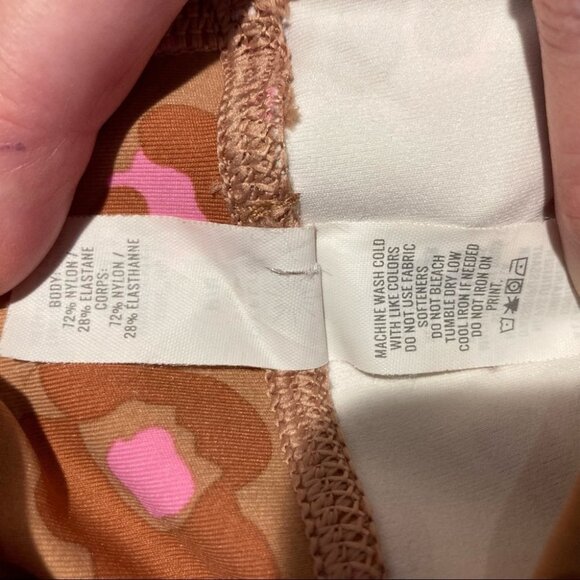 BODY:
72% NYLON /
28% ELASTANE
CORPS:
72% NYLON /
28% ELASTHANNE
MACHINE WASH COLD
WITH LIKE COLORS
DO NOT USE FABRIC
SOFTENERS
DO NOT BLEACH
TUMBLE DRY LOW
COOL IRON IF NEEDED
DO NOT IRON ON
PRINT.